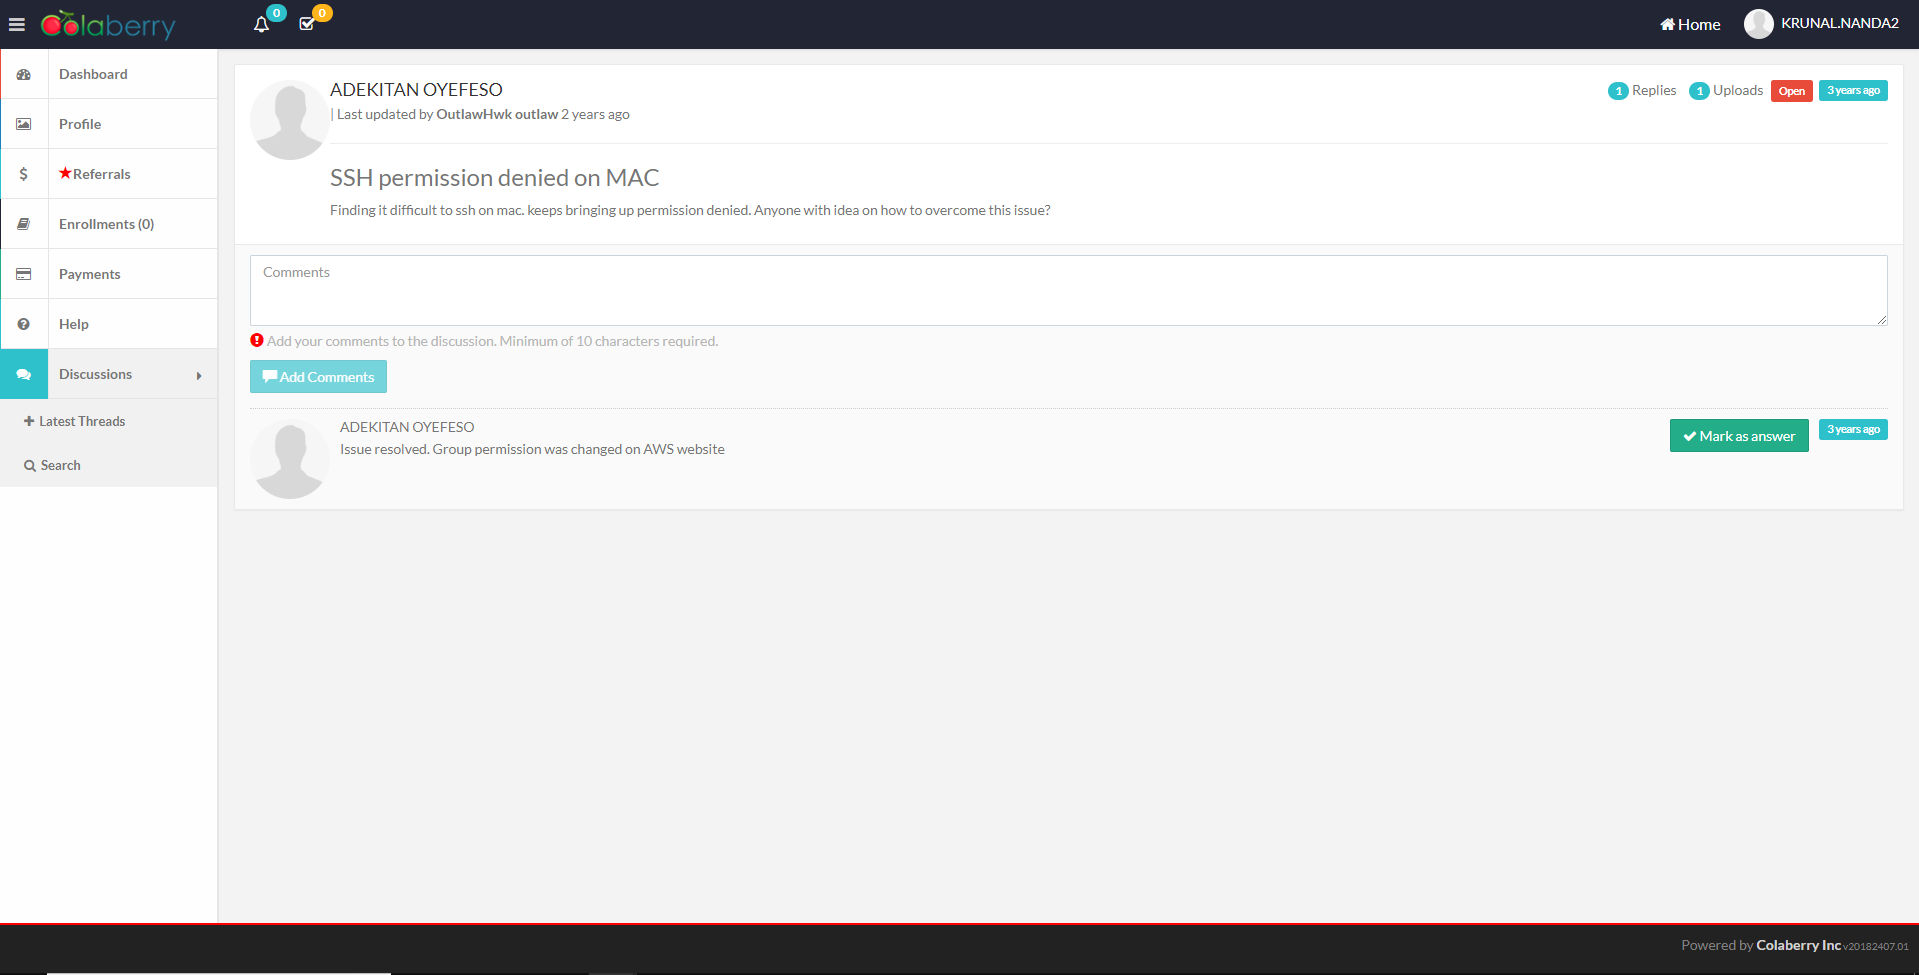 Colaberry
0
0
Home
KRUNAL.NANDA2
Dashboard
Profile
Referrals
Enrollments (0)
Payments
Help
Discussions
Latest Threads
Search
ADEKITAN OYEFESO
1 Replies 1 Uploads Open 3 years ago
| Last updated by OutlawHwk outlaw 2 years ago
SSH permission denied on MAC
Finding it difficult to ssh on mac. keeps bringing up permission denied. Anyone with idea on how to overcome this issue?
Comments
Add your comments to the discussion. Minimum of 10 characters required.
Add Comments
ADEKITAN OYEFESO
Mark as answer 3 years ago
Issue resolved. Group permission was changed on AWS website
Powered by Colaberry Inc v20182407.01